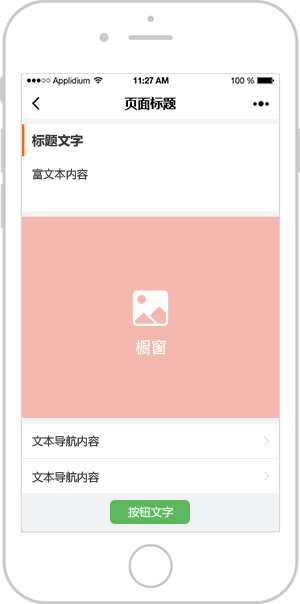 ●●●○○ Applidium 11:27 AM 100 %
页面标题 •••
标题文字
富文本内容
橱窗
文本导航内容
文本导航内容
按钮文字